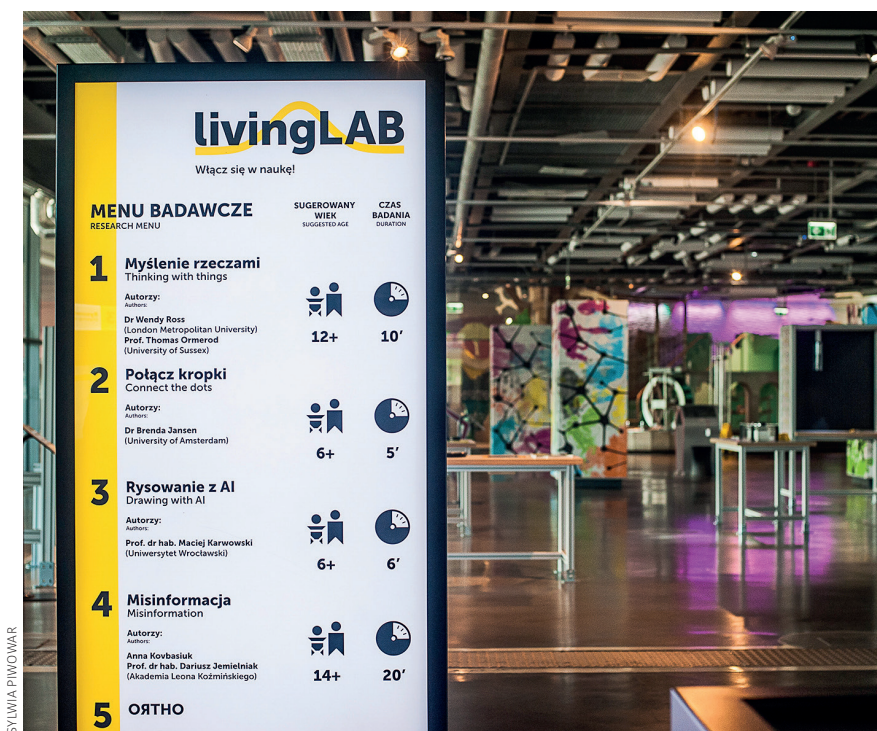 livingLAB
Włącz się w naukę!
MENU BADAWCZE
RESEARCH MENU
SUGEROWANY
WIEK
SUGGESTED AGE
CZAS
BADANIA
DURATION
1
Myślenie rzeczami
Thinking with things
Autorzy:
Authors:
Dr Wendy Ross
(London Metropolitan University)
Prof. Thomas Ormerod
(University of Sussex)
12+
10’
2
Połącz kropki
Connect the dots
Autorzy:
Authors:
Dr Brenda Jansen
(University of Amsterdam)
6+
5’
3
Rysowanie z AI
Drawing with AI
Autorzy:
Authors:
Prof. dr hab. Maciej Karwowski
(Uniwersytet Wrocławski)
6+
6’
4
Misinformacja
Misinformation
Autorzy:
Authors:
Anna Kovbasiuk
Prof. dr hab. Dariusz Jemielniak
(Akademia Leona Koźmińskiego)
14+
20’
5
OЯTHO
SYLWIA PIWOWAR